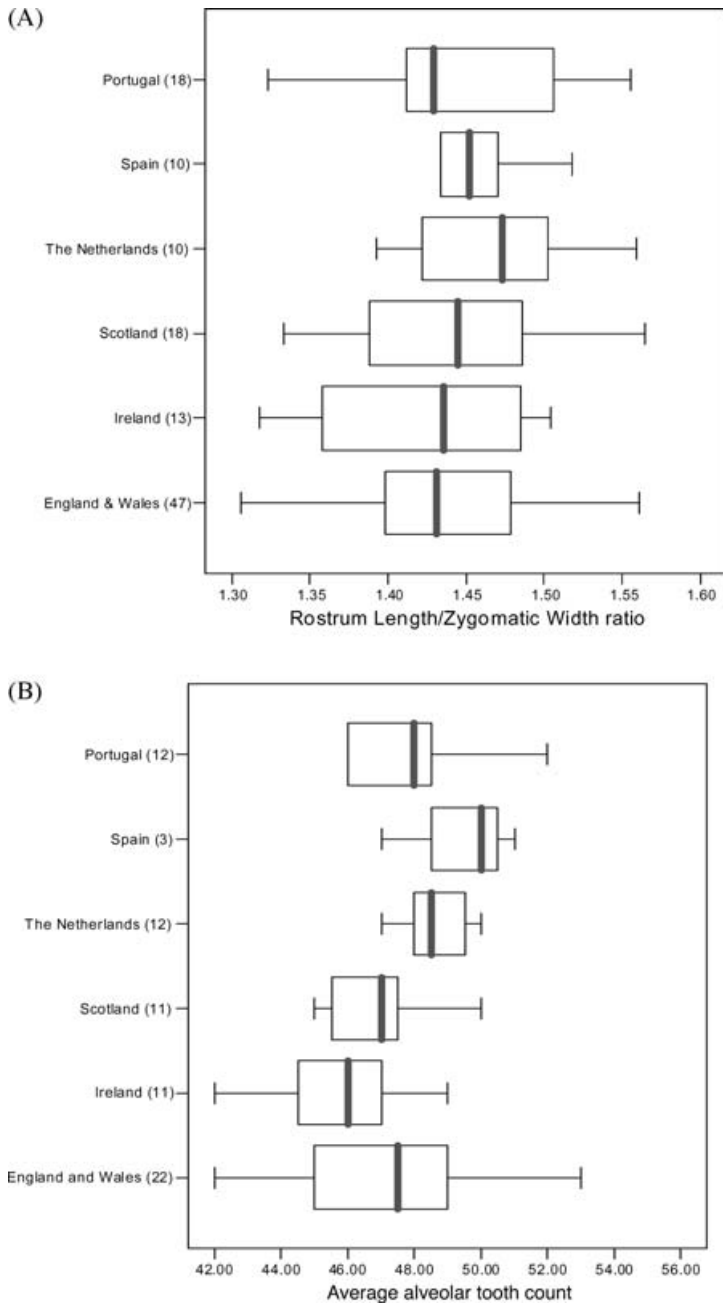 (A)
Portugal (18)
Spain (10)
The Netherlands (10)
Scotland (18)
Ireland (13)
England & Wales (47)
1.30 1.35 1.40 1.45 1.50 1.55 1.60
Rostrum Length/Zygomatic Width ratio
(B)
Portugal (12)
Spain (3)
The Netherlands (12)
Scotland (11)
Ireland (11)
England and Wales (22)
42.00 44.00 46.00 48.00 50.00 52.00 54.00 56.00
Average alveolar tooth count